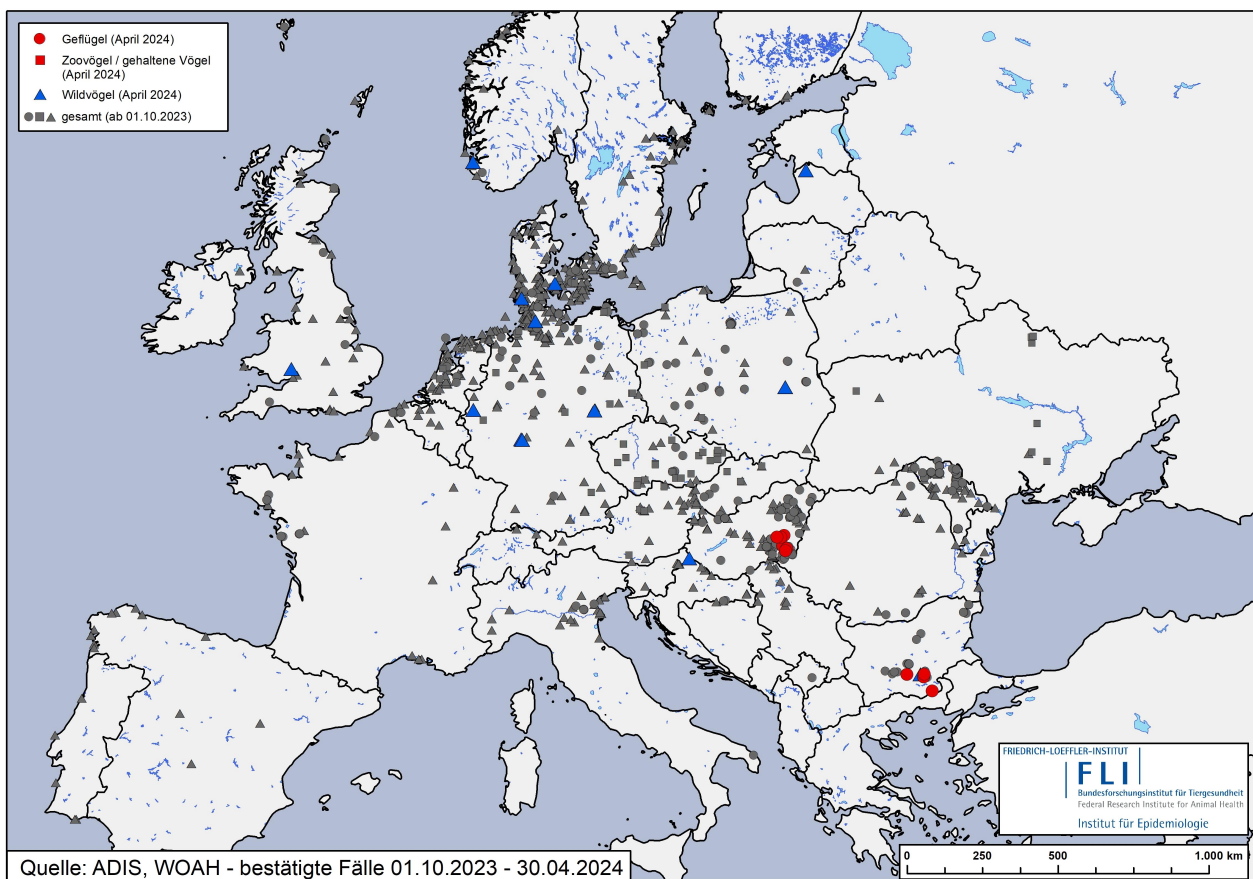 Geflügel (April 2024)
Zoovögel / gehaltene Vögel
(April 2024)
Wildvögel (April 2024)
gesamt (ab 01.10.2023)
FRIEDRICH-LOEFFLER-INSTITUT
FLI
Bundesforschungsinstitut für Tiergesundheit
Federal Research Institute for Animal Health
Institut für Epidemiologie
Quelle: ADIS, WOAH - bestätigte Fälle 01.10.2023 - 30.04.2024
0 250 500 1.000 km